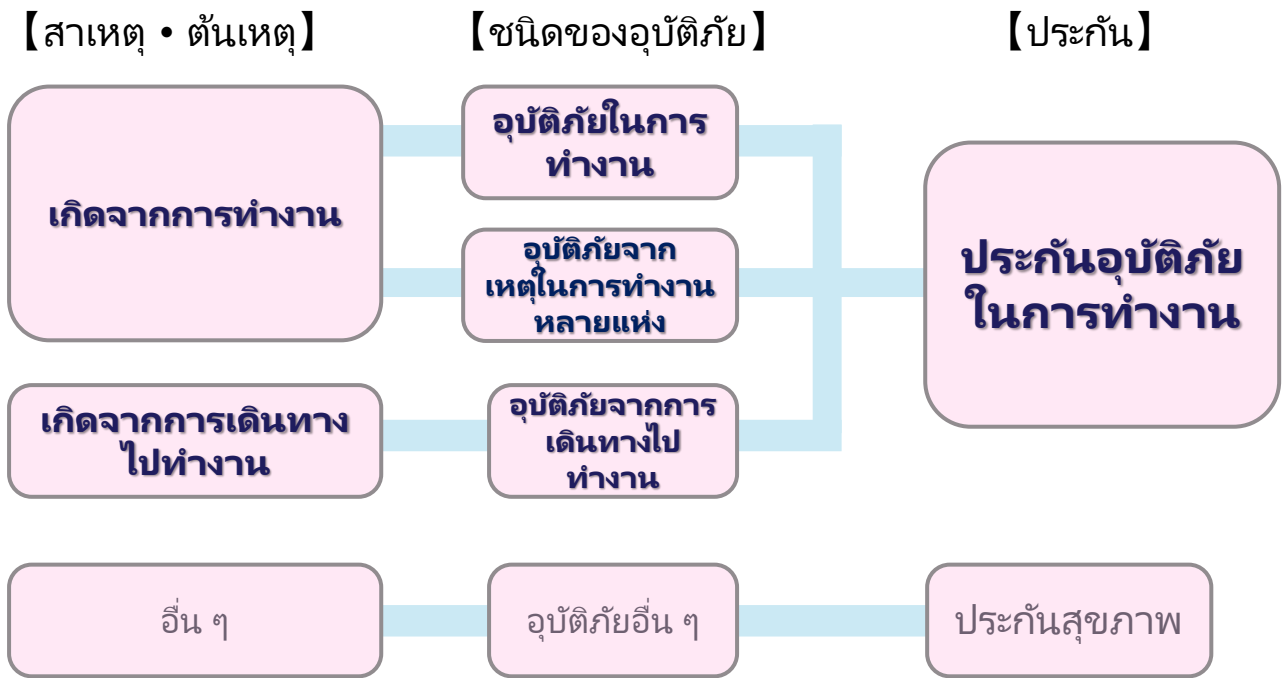 【สาเหตุ • ต้นเหตุ】
【ชนิดของอุบัติภัย】
【ประกัน】
เกิดจากการทำงาน
อุบัติภัยในการ
ทำงาน
อุบัติภัยจาก
เหตุในการทำงาน
หลายแห่ง
ประกันอุบัติภัย
ในการทำงาน
เกิดจากการเดินทาง
ไปทำงาน
อุบัติภัยจากการ
เดินทางไป
ทำงาน
อื่น ๆ
อุบัติภัยอื่น ๆ
ประกันสุขภาพ